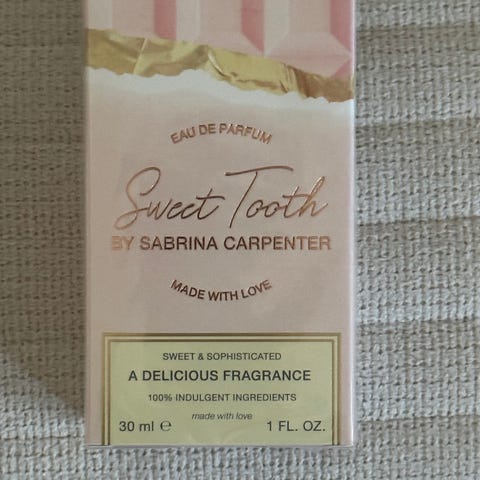 EAU DE PARFUM
Sweet Tooth
BY SABRINA CARPENTER
MADE WITH LOVE
SWEET & SOPHISTICATED
A DELICIOUS FRAGRANCE
100% INDULGENT INGREDIENTS
made with love
30 ml ℮ 1 FL. OZ.